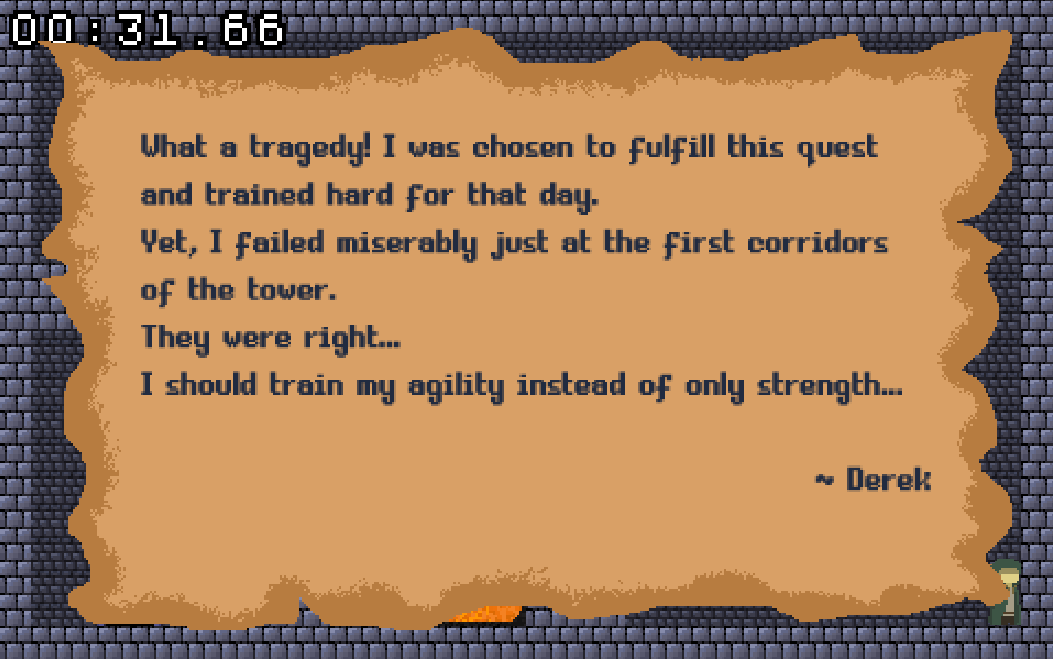 00:31.66
What a tragedy! I was chosen to fulfill this quest
and trained hard for that day.
Yet, I failed miserably just at the first corridors
of the tower.
They were right...
I should train my agility instead of only strength...
~ Derek